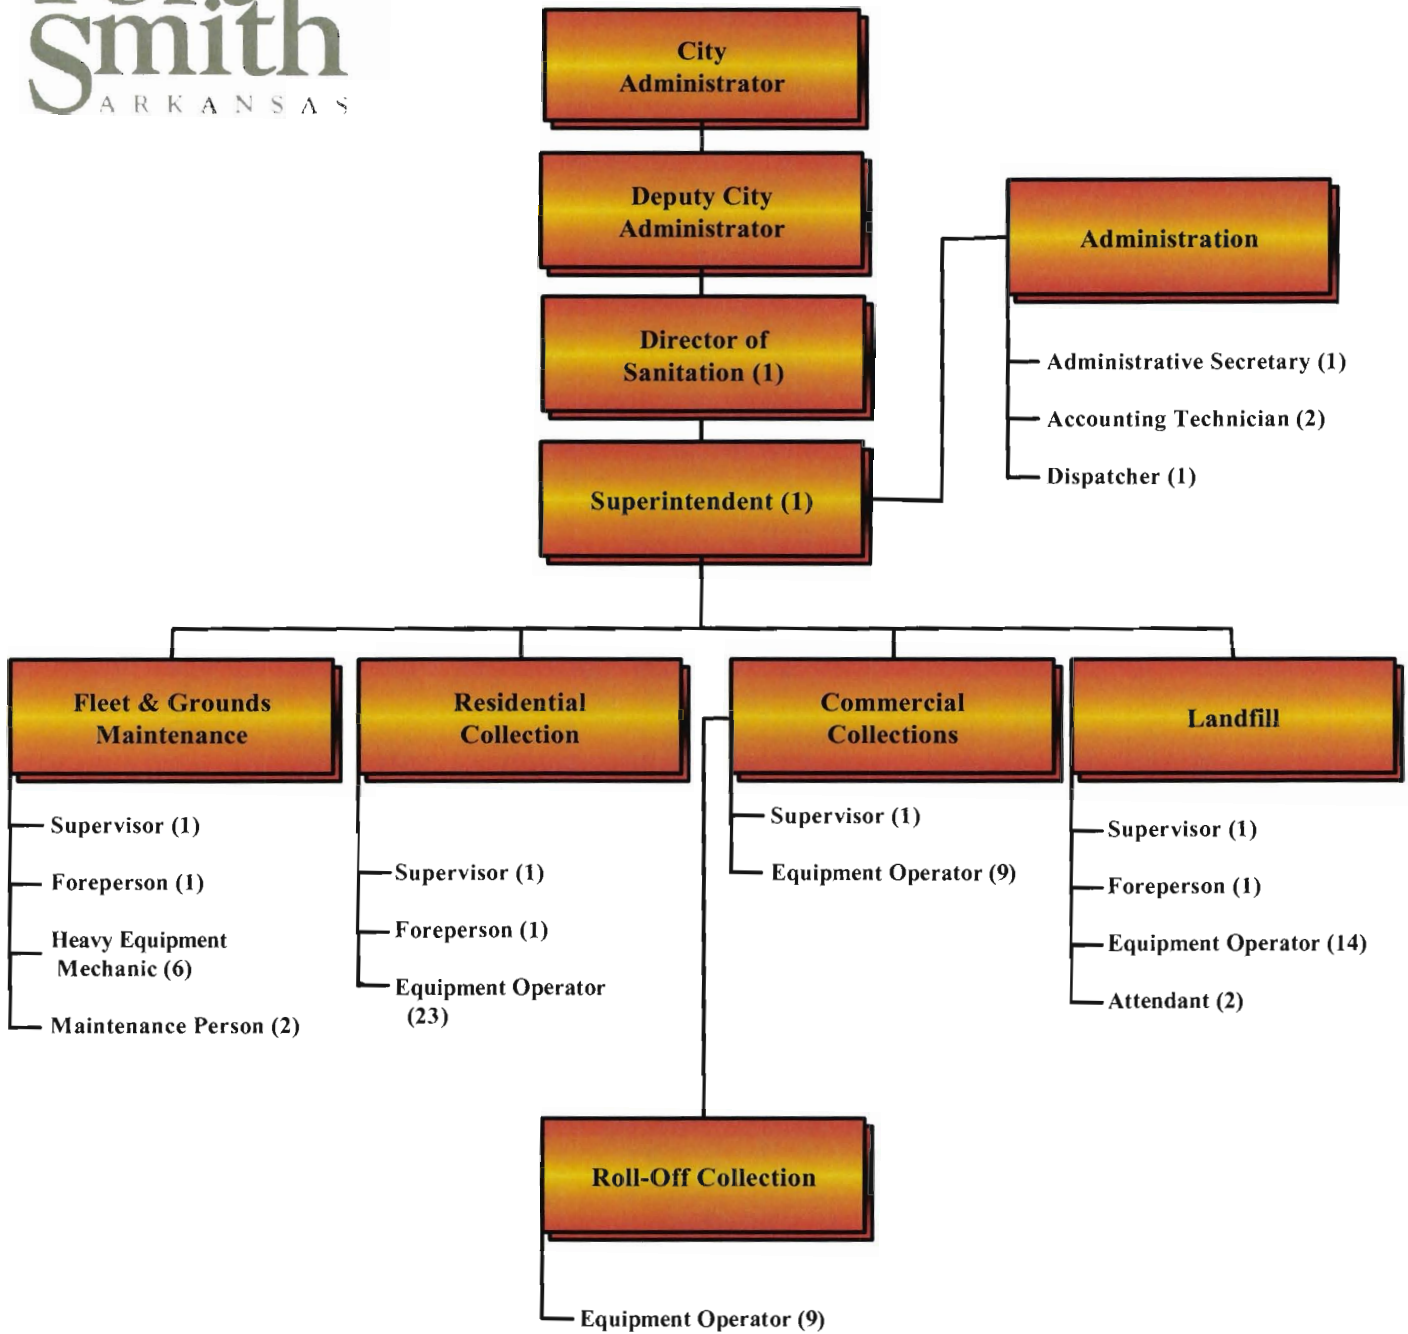 Smith
ARKANSAS
City
Administrator
Deputy City
Administrator
Administration
Director of
Sanitation (1)
Administrative Secretary (1)
Accounting Technician (2)
Dispatcher (1)
Superintendent (1)
Fleet & Grounds
Maintenance
Supervisor (1)
Foreperson (1)
Heavy Equipment
Mechanic (6)
Maintenance Person (2)
Residential
Collection
Supervisor (1)
Foreperson (1)
Equipment Operator
(23)
Commercial
Collections
Supervisor (1)
Equipment Operator (9)
Landfill
Supervisor (1)
Foreperson (1)
Equipment Operator (14)
Attendant (2)
Roll-Off Collection
Equipment Operator (9)